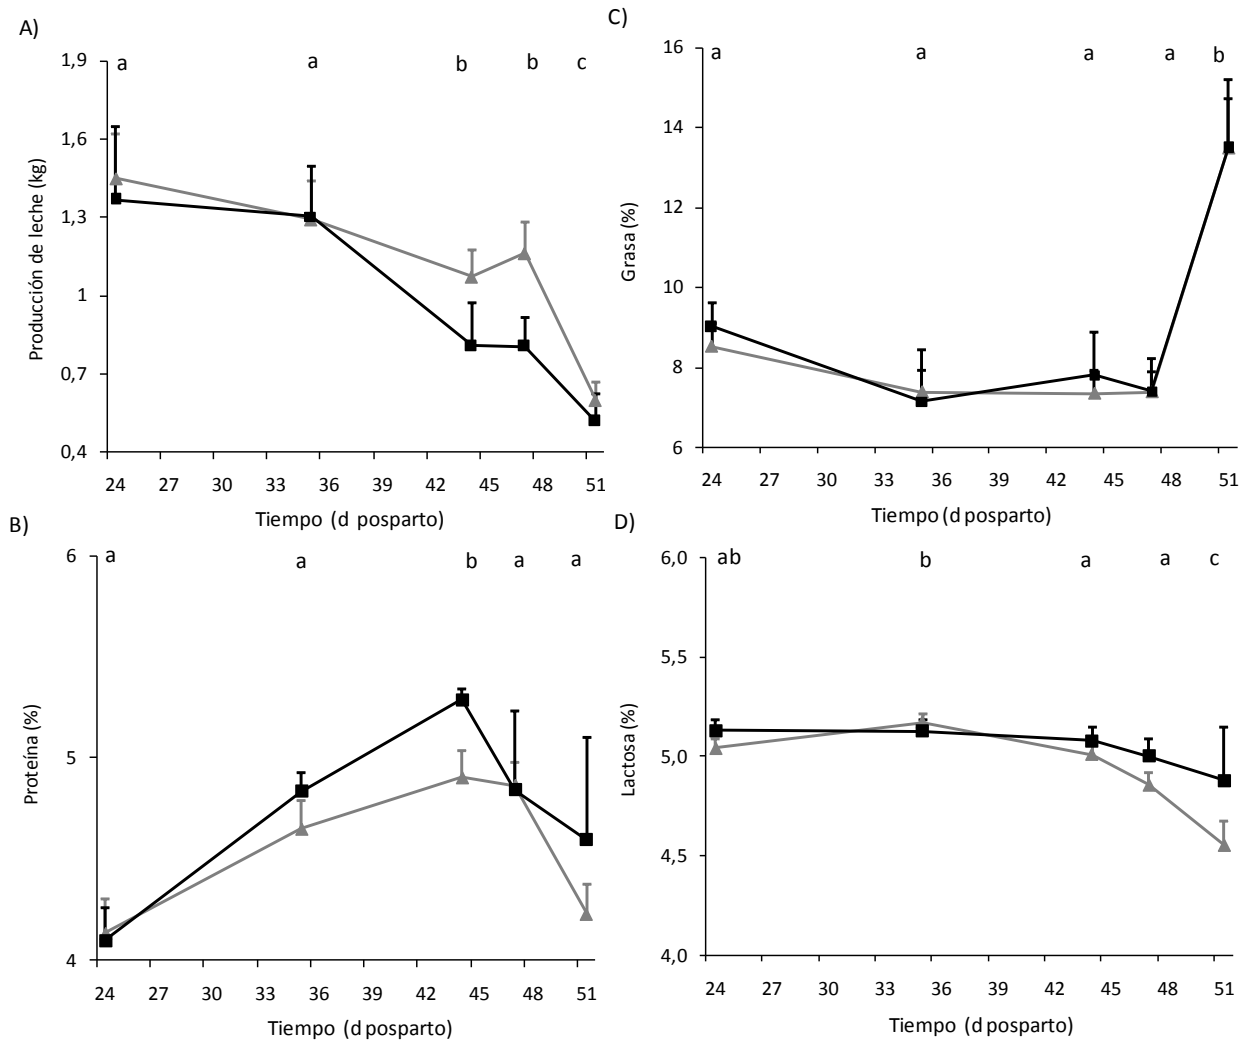 A)
1,9
1,6
1,3
1
0,7
0,4
a a b b c
Producción de leche (kg)
24 27 30 33 36 39 42 45 48 51
Tiempo (d posparto)
C)
16
14
12
10
8
6
a a a a b
Grasa (%)
24 27 30 33 36 39 42 45 48 51
Tiempo (d posparto)
B)
6
5
4
a a b a a
Proteína (%)
24 27 30 33 36 39 42 45 48 51
Tiempo (d posparto)
D)
6,0
5,5
5,0
4,5
4,0
ab b a a c
Lactosa (%)
24 27 30 33 36 39 42 45 48 51
Tiempo (d posparto)